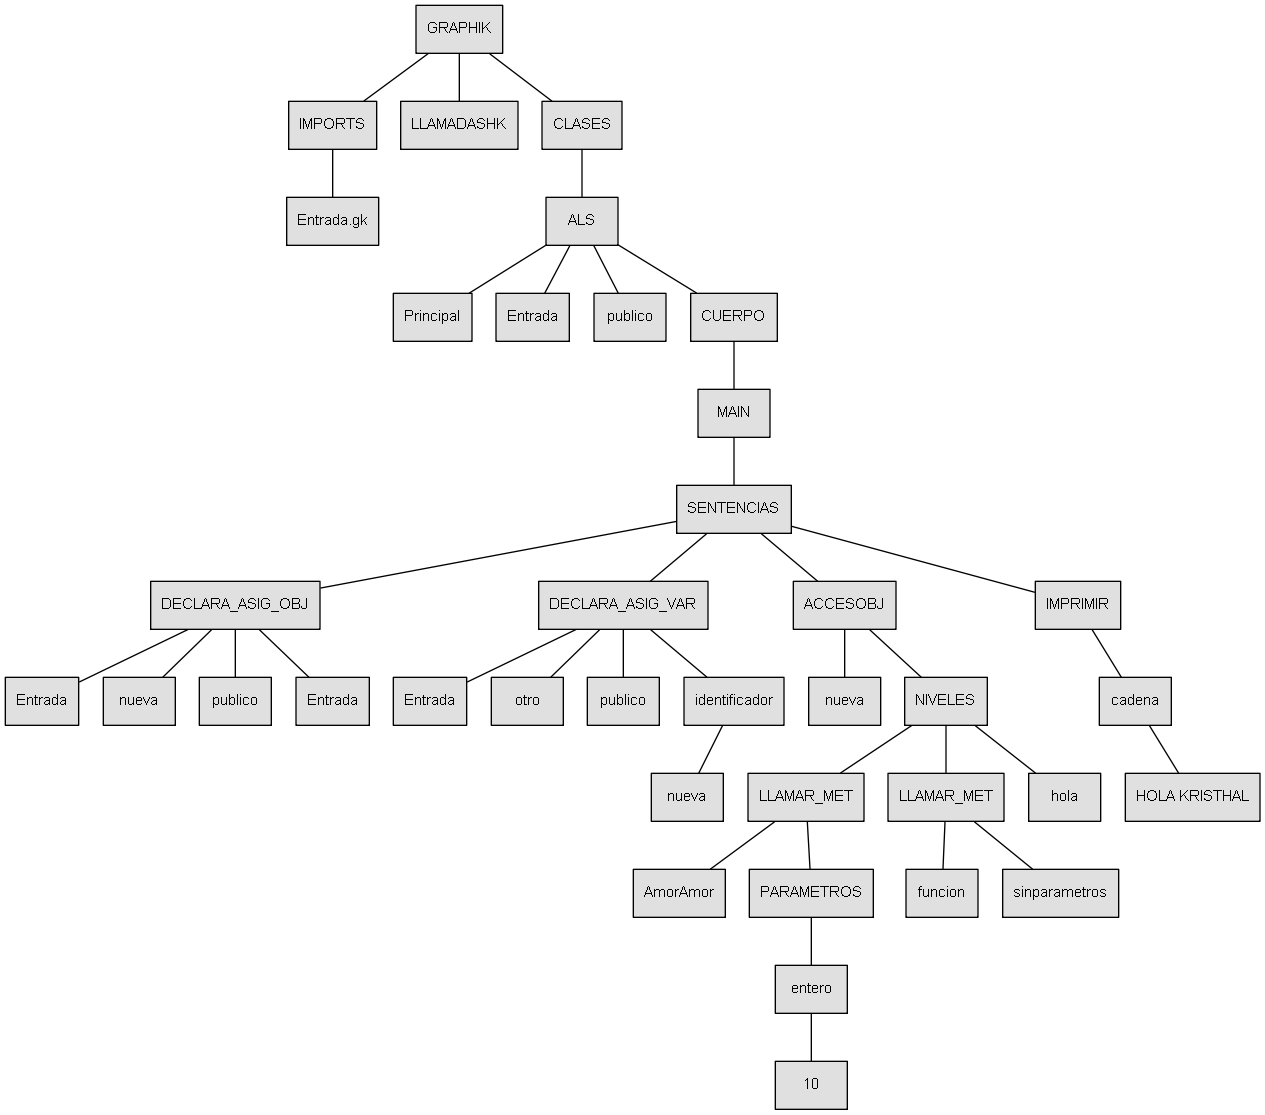 GRAPHIK
IMPORTS
LLAMADASHK
CLASES
Entrada.gk
ALS
Principal
Entrada
publico
CUERPO
MAIN
SENTENCIAS
DECLARA_ASIG_OBJ
DECLARA_ASIG_VAR
ACCESOBJ
IMPRIMIR
Entrada
nueva
publico
Entrada
Entrada
otro
publico
identificador
nueva
NIVELES
cadena
nueva
LLAMAR_MET
LLAMAR_MET
hola
HOLA KRISTHAL
AmorAmor
PARAMETROS
funcion
sinparametros
entero
10